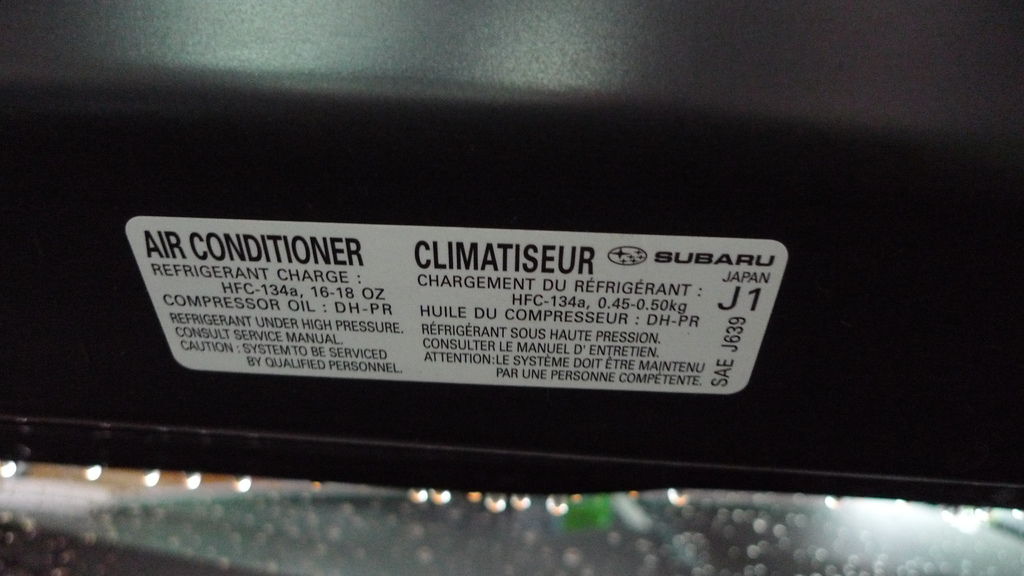 AIR CONDITIONER
REFRIGERANT CHARGE :
HFC-134a, 16-18 OZ
COMPRESSOR OIL : DH-PR
REFRIGERANT UNDER HIGH PRESSURE.
CONSULT SERVICE MANUAL.
CAUTION : SYSTEM TO BE SERVICED
BY QUALIFIED PERSONNEL.
CLIMATISEUR
CHARGEMENT DU RÉFRIGÉRANT :
HFC-134a, 0.45-0.50kg
HUILE DU COMPRESSEUR : DH-PR
RÉFRIGÉRANT SOUS HAUTE PRESSION.
CONSULTER LE MANUEL D' ENTRETIEN.
ATTENTION:LE SYSTÈME DOIT ÊTRE MAINTENU
PAR UNE PERSONNE COMPÉTENTE.
SUBARU
JAPAN
J1
SAE J639